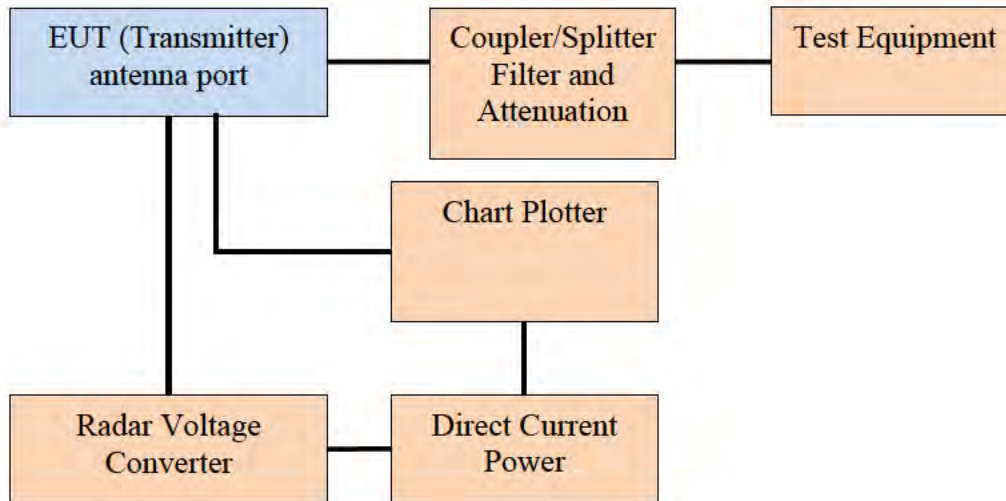 EUT (Transmitter)
antenna port
Coupler/Splitter
Filter and
Attenuation
Test Equipment
Chart Plotter
Radar Voltage
Converter
Direct Current
Power